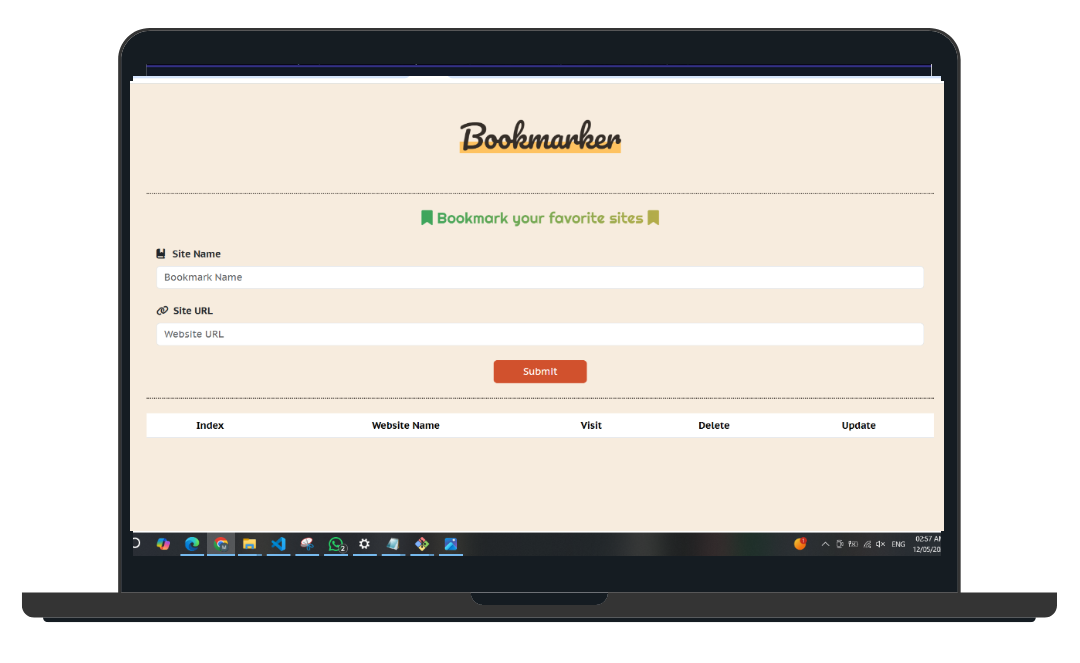 Bookmarker
Bookmark your favorite sites
Site Name
Bookmark Name
Site URL
Website URL
Submit
Index Website Name Visit Delete Update
2
ENG
02:57 AM
12/05/20